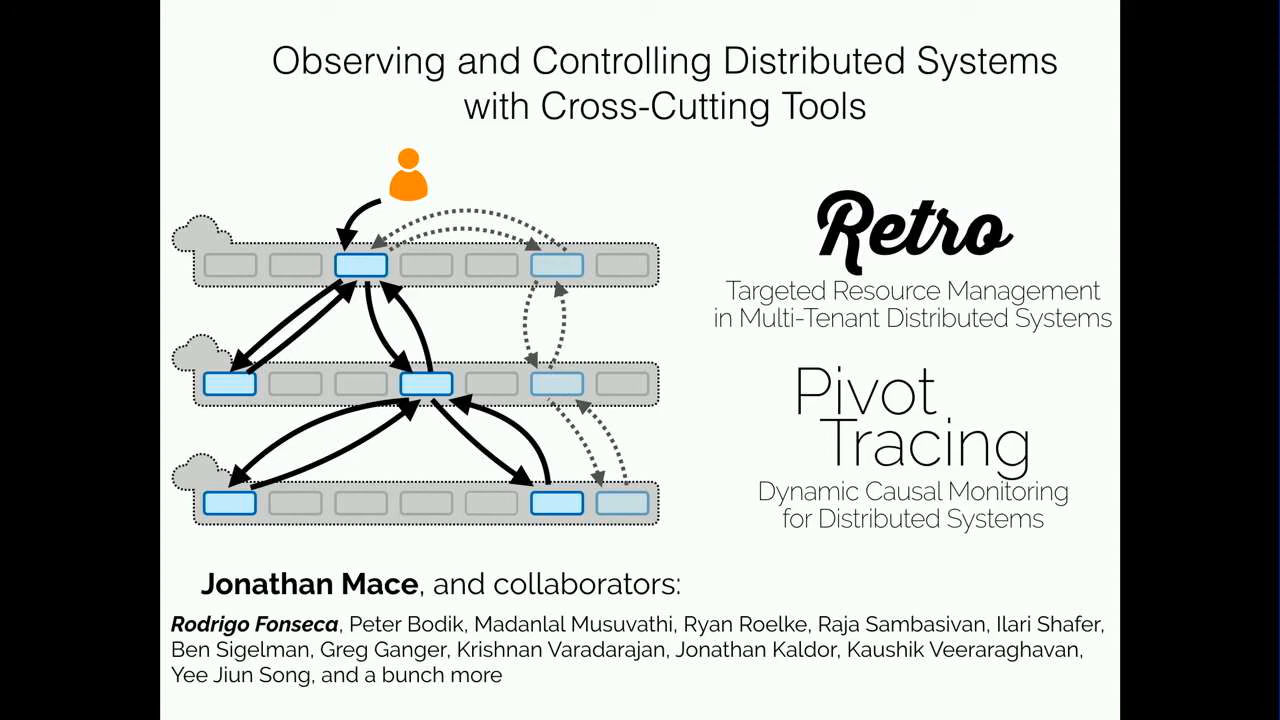 Observing and Controlling Distributed Systems
with Cross-Cutting Tools
Retro
Targeted Resource Management
in Multi-Tenant Distributed Systems
Pivot
Tracing
Dynamic Causal Monitoring
for Distributed Systems
Jonathan Mace, and collaborators:
Rodrigo Fonseca, Peter Bodik, Madanlal Musuvathi, Ryan Roelke, Raja Sambasivan, Ilari Shafer,
Ben Sigelman, Greg Ganger, Krishnan Varadarajan, Jonathan Kaldor, Kaushik Veeraraghavan,
Yee Jiun Song, and a bunch more